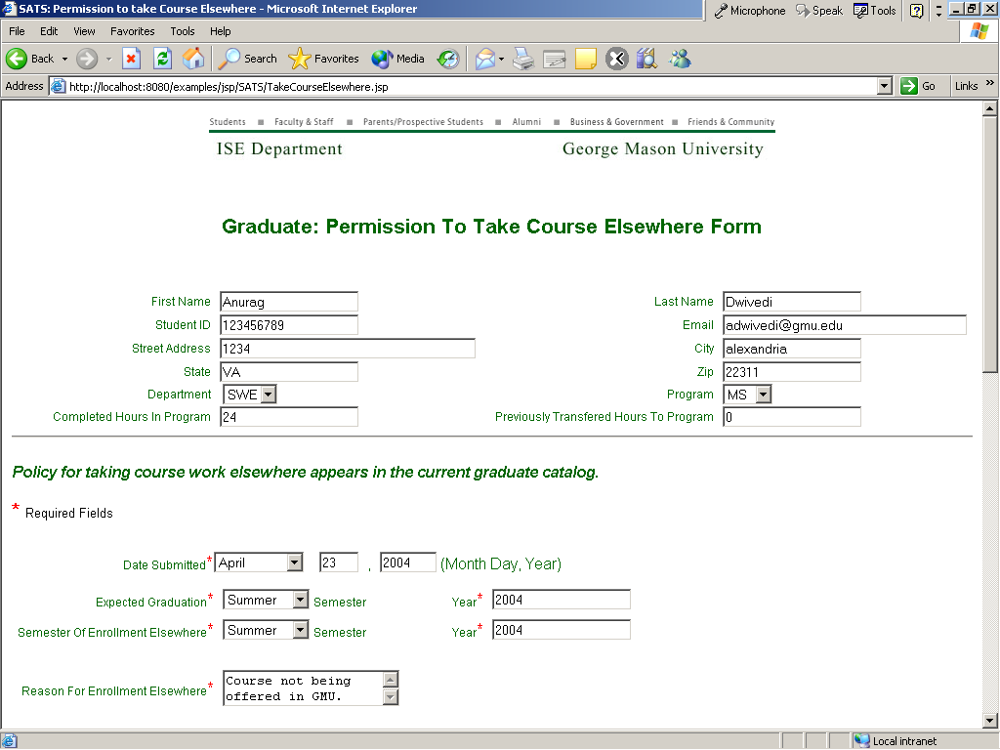 SATS: Permission to take Course Elsewhere - Microsoft Internet Explorer
Microphone Speak Tools
File Edit View Favorites Tools Help
Back Search Favorites Media
Address http://localhost:8080/examples/jsp/SATS/TakeCourseElsewhere.jsp Go Links »
Students Faculty & Staff Parents/Prospective Students Alumni Business & Government Friends & Community
ISE Department George Mason University
Graduate: Permission To Take Course Elsewhere Form
First Name Anurag Last Name Dwivedi
Student ID 123456789 Email adwivedi@gmu.edu
Street Address 1234 City alexandria
State VA Zip 22311
Department SWE Program MS
Completed Hours In Program 24 Previously Transfered Hours To Program 0
Policy for taking course work elsewhere appears in the current graduate catalog.
* Required Fields
Date Submitted* April 23 , 2004 (Month Day, Year)
Expected Graduation* Summer Semester Year* 2004
Semester Of Enrollment Elsewhere* Summer Semester Year* 2004
Reason For Enrollment Elsewhere* Course not being
offered in GMU.
Local intranet